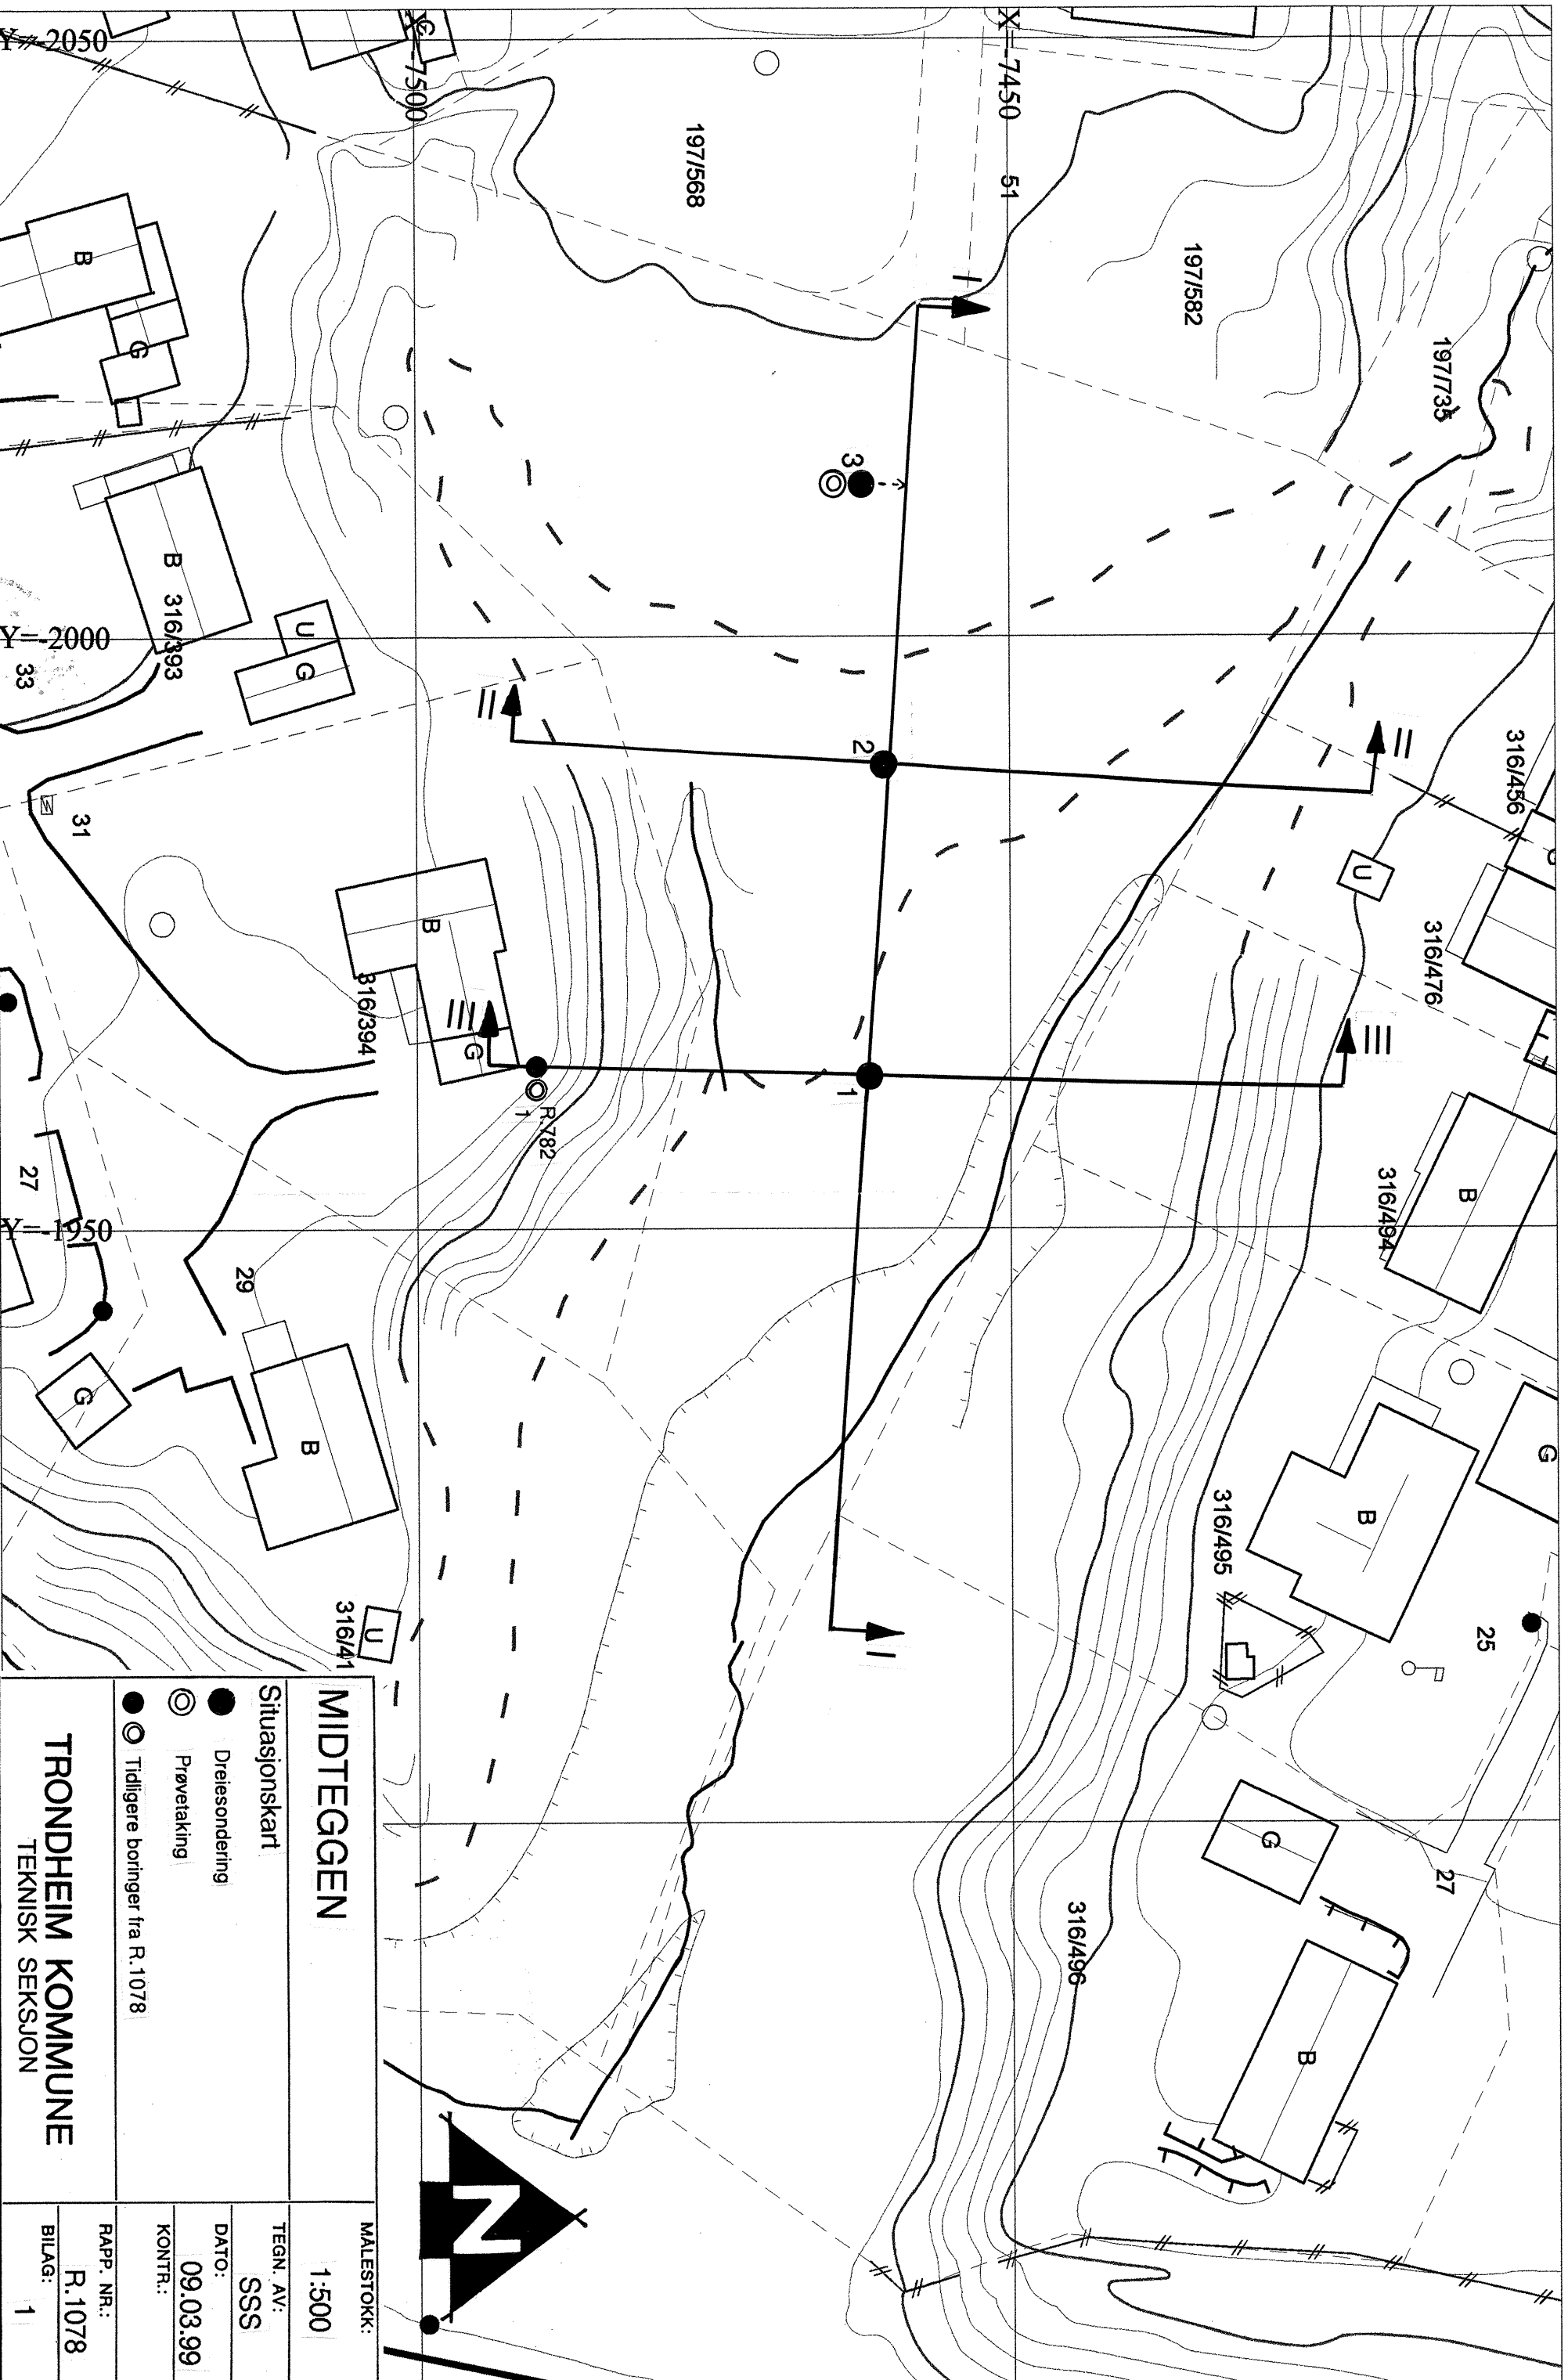 Y=-2050
X=-7500
X=-7450
G
197/568
51
197/582
197/735
B
G
I
3
B
316/393
U
G
Y=-2000
33
II
2
II
316/456
31
U
B
316/476
316/394
III
G
III
1
R.782
1
27
B
316/494
Y=-1950
29
G
B
G
B
316/495
25
U
316/41
I
G
27
316/496
B
N
MIDTEGGEN
Situasjonskart
Dreiesondering
Prøvetaking
Tidligere boringer fra R.1078
TRONDHEIM KOMMUNE
TEKNISK SEKSJON
MÅLESTOKK:
1:500
TEGN. AV:
SSS
DATO:
09.03.99
KONTR.:
RAPP. NR.:
R.1078
BILAG:
1